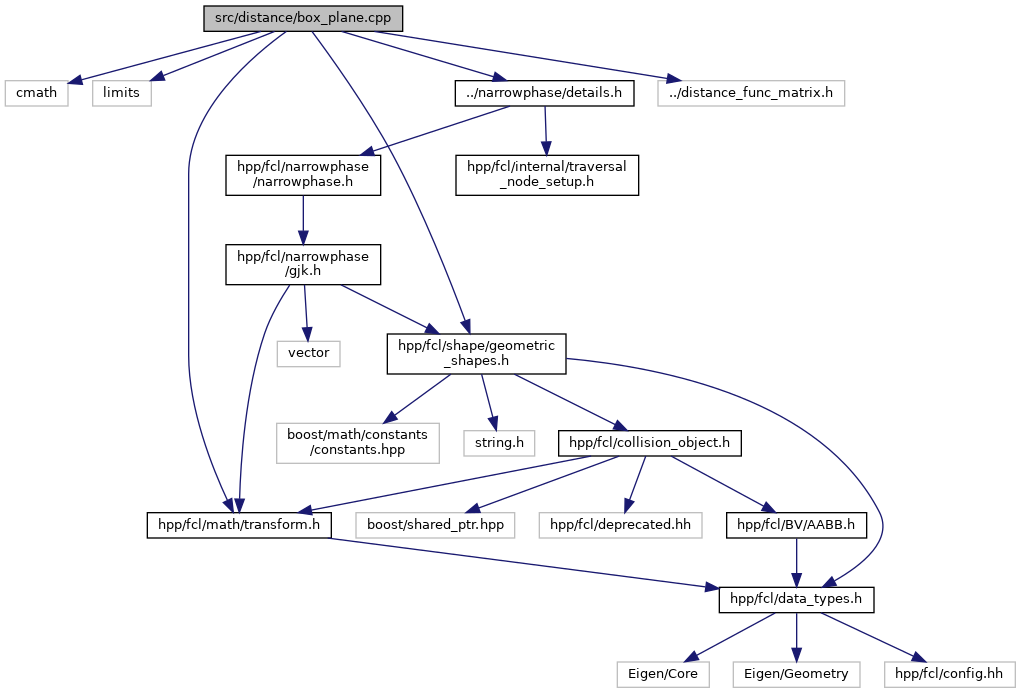 src/distance/box_plane.cpp
cmath
limits
../narrowphase/details.h
../distance_func_matrix.h
hpp/fcl/narrowphase
/narrowphase.h
hpp/fcl/internal/traversal
_node_setup.h
hpp/fcl/narrowphase
/gjk.h
vector
hpp/fcl/shape/geometric
_shapes.h
boost/math/constants
/constants.hpp
string.h
hpp/fcl/collision_object.h
hpp/fcl/math/transform.h
boost/shared_ptr.hpp
hpp/fcl/deprecated.hh
hpp/fcl/BV/AABB.h
hpp/fcl/data_types.h
Eigen/Core
Eigen/Geometry
hpp/fcl/config.hh